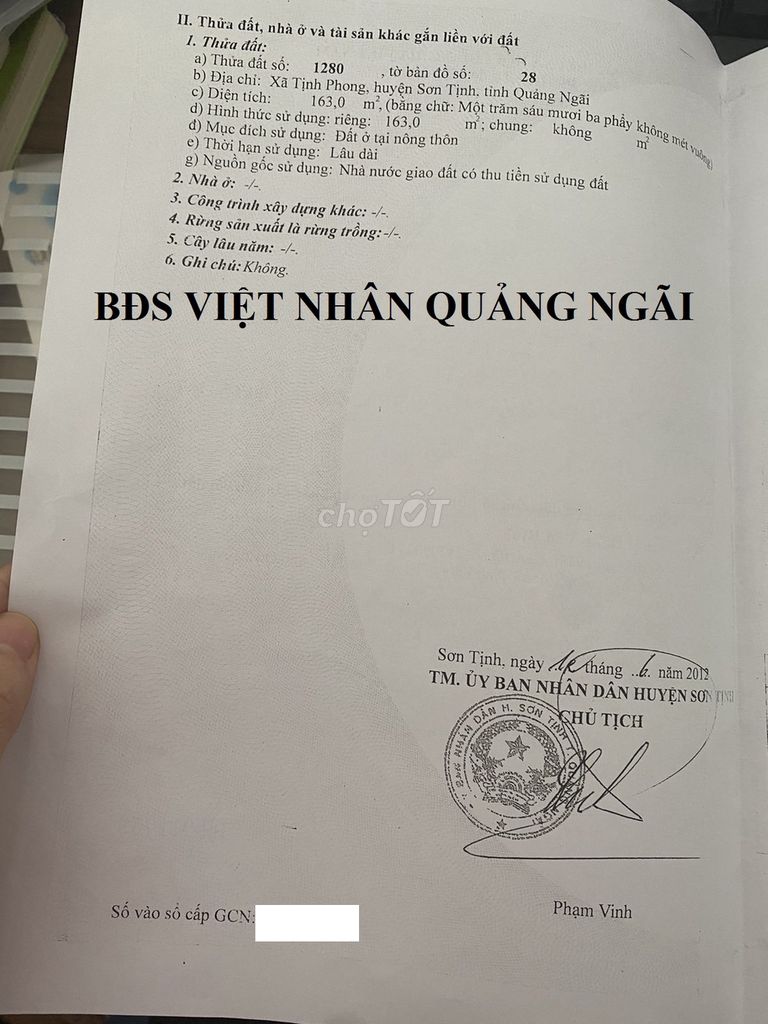 II. Thửa đất, nhà ở và tài sản khác gắn liền với đất
1. Thửa đất:
a) Thửa đất số: 1280 , tờ bản đồ số: 28
b) Địa chỉ: Xã Tịnh Phong, huyện Sơn Tịnh, tỉnh Quảng Ngãi
c) Diện tích: 163,0 m², (bằng chữ: Một trăm sáu mươi ba phẩy không mét vuông)
d) Hình thức sử dụng: riêng: 163,0 m²; chung: không m²
đ) Mục đích sử dụng: Đất ở tại nông thôn
e) Thời hạn sử dụng: Lâu dài
g) Nguồn gốc sử dụng: Nhà nước giao đất có thu tiền sử dụng đất
2. Nhà ở: -/-.
3. Công trình xây dựng khác: -/-.
4. Rừng sản xuất là rừng trồng: -/-.
5. Cây lâu năm: -/-.
6. Ghi chú: Không.
BĐS VIỆT NHÂN QUẢNG NGÃI
chợTỐT
Sơn Tịnh, ngày tháng 6 năm 2012
TM. ỦY BAN NHÂN DÂN HUYỆN SƠN TỊNH
CHỦ TỊCH
BAN NHÂN DÂN H. SƠN TỊNH T.
Phạm Vinh
Số vào sổ cấp GCN: